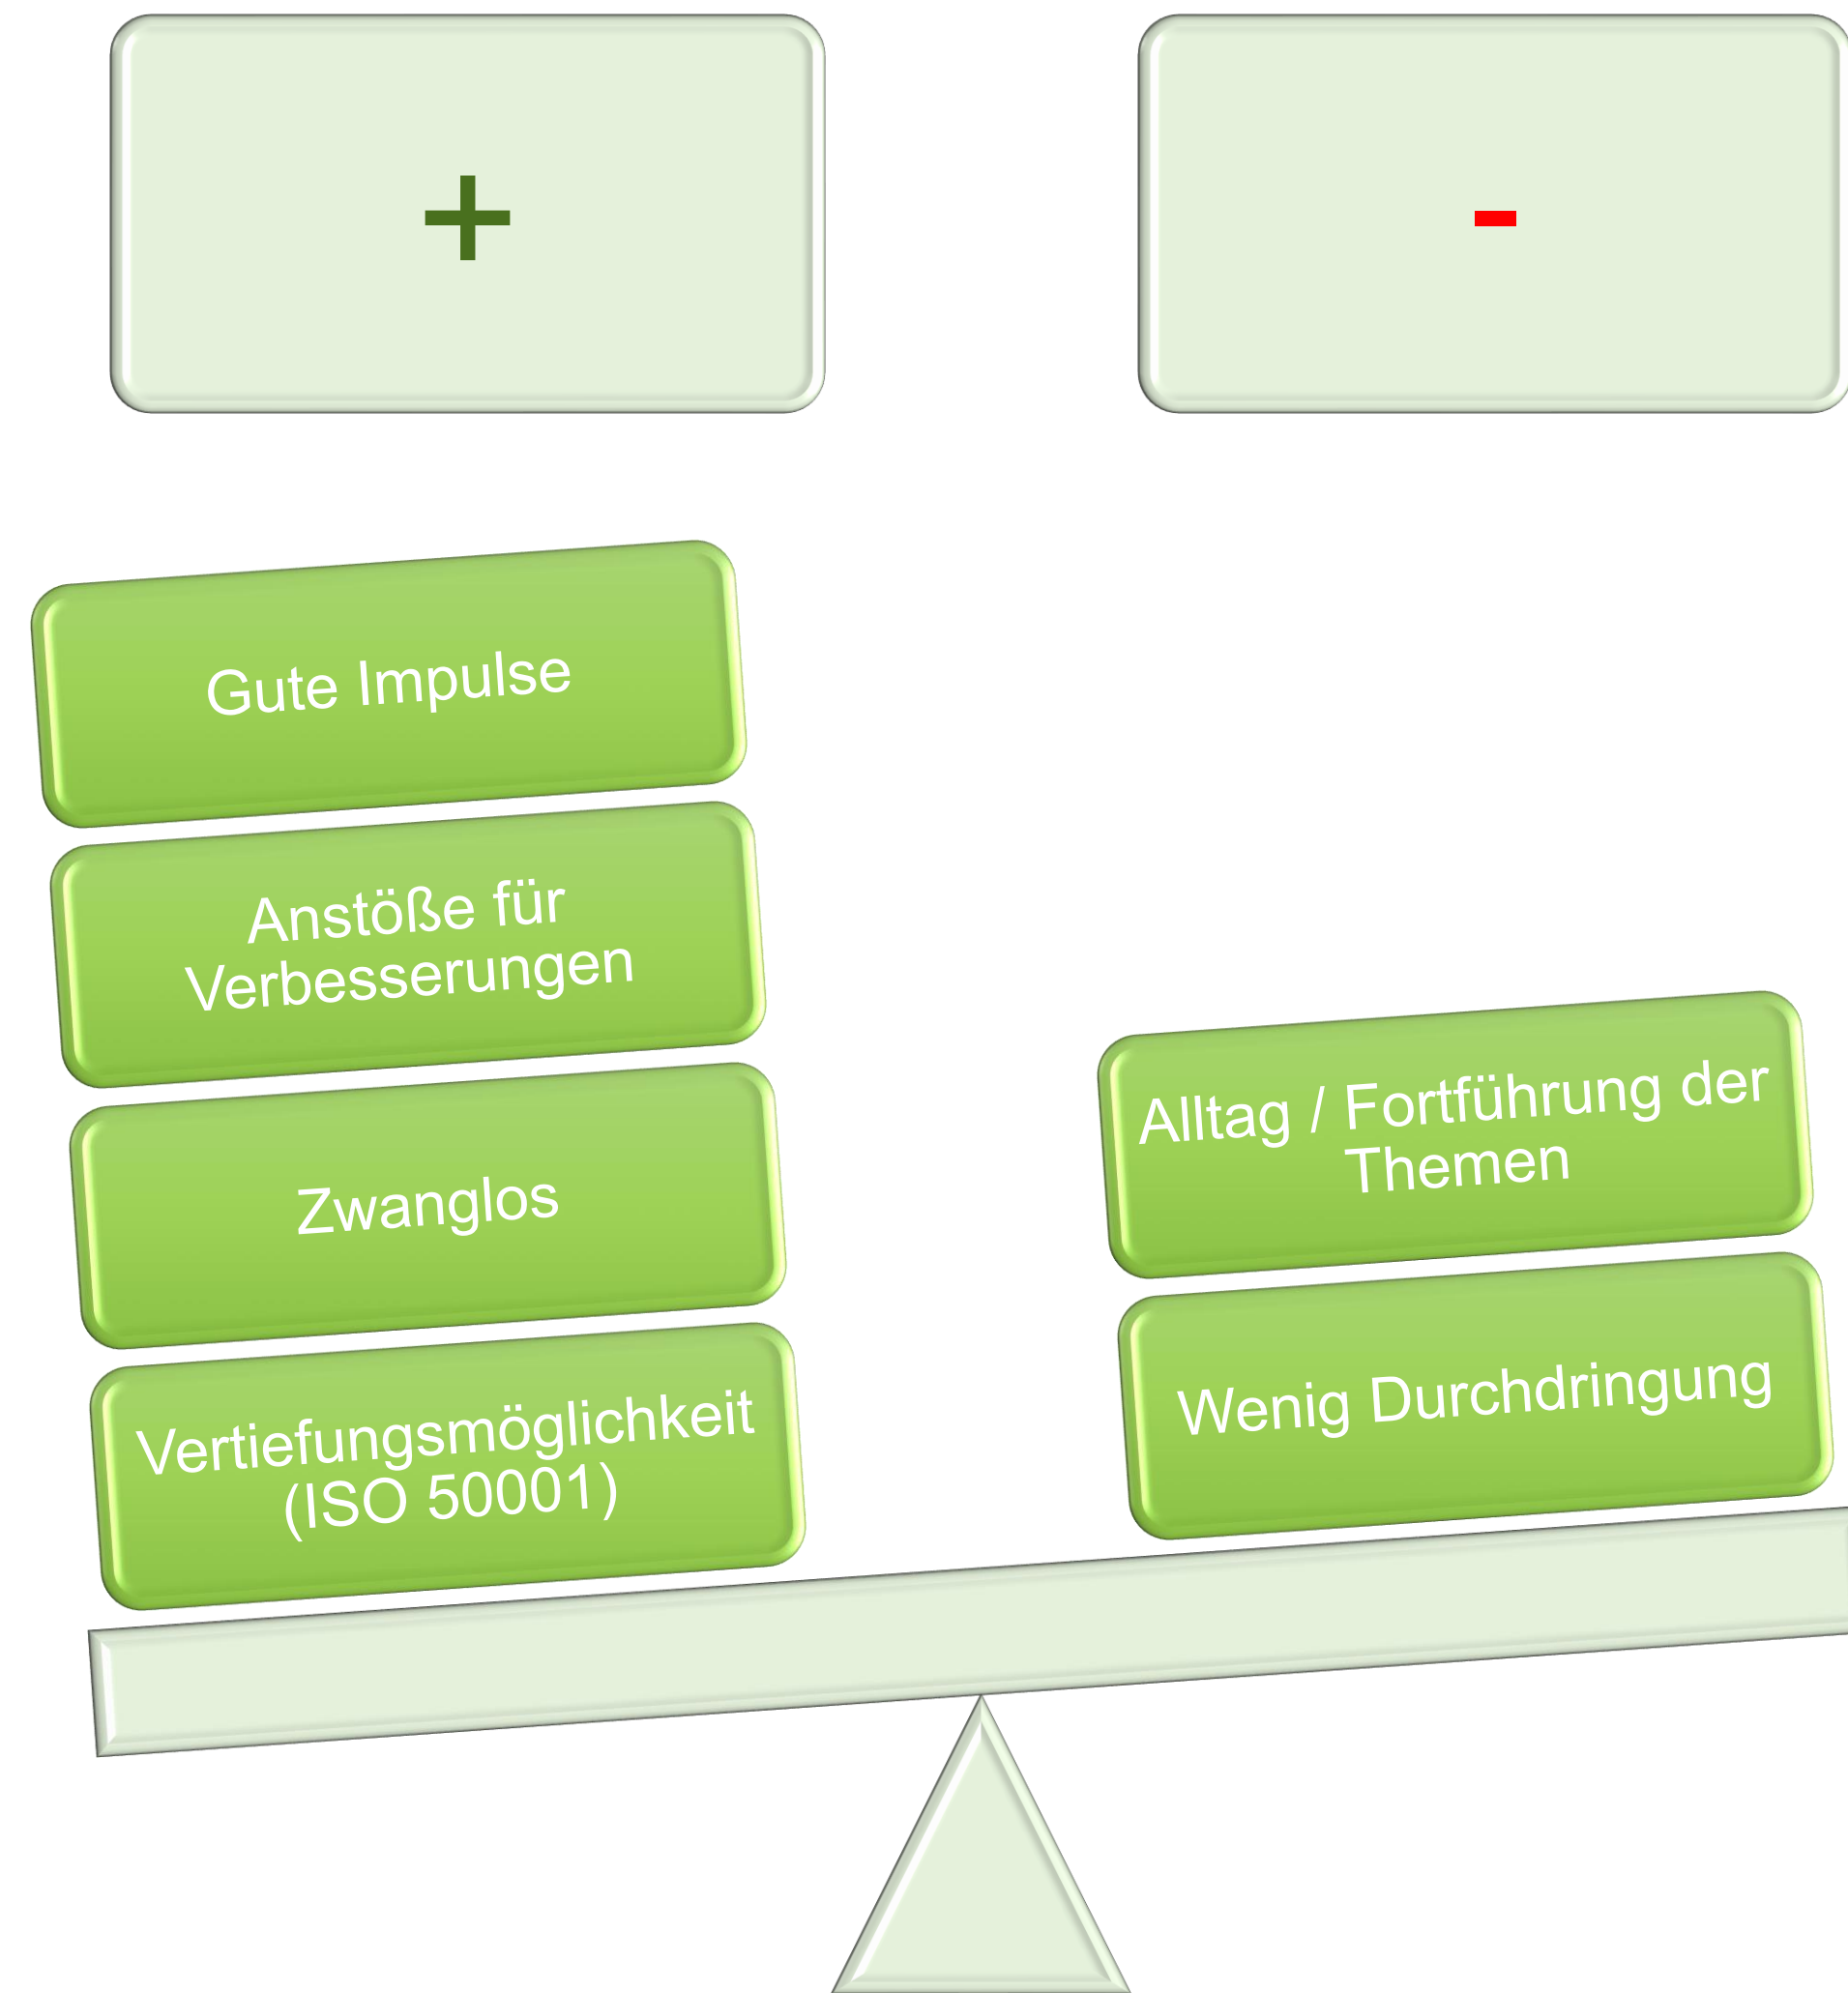 +
-
Gute Impulse
Anstöße für
Verbesserungen
Zwanglos
Vertiefungsmöglichkeit
(ISO 50001)
Alltag / Fortführung der
Themen
Wenig Durchdringung